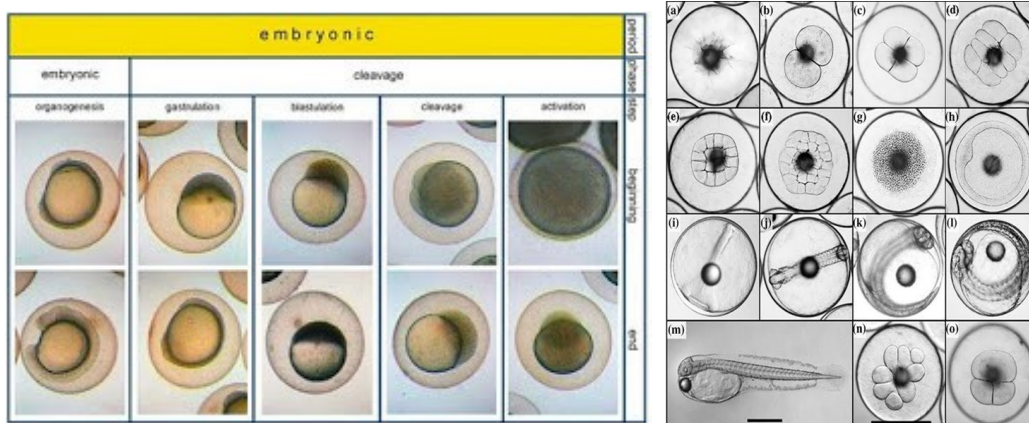 embryonic
period
embryonic
cleavage
phase
organogenesis
gastrulation
blastulation
cleavage
activation
step
beginning
end
(a)
(b)
(c)
(d)
(e)
(f)
(g)
(h)
(i)
(j)
(k)
(l)
(m)
(n)
(o)